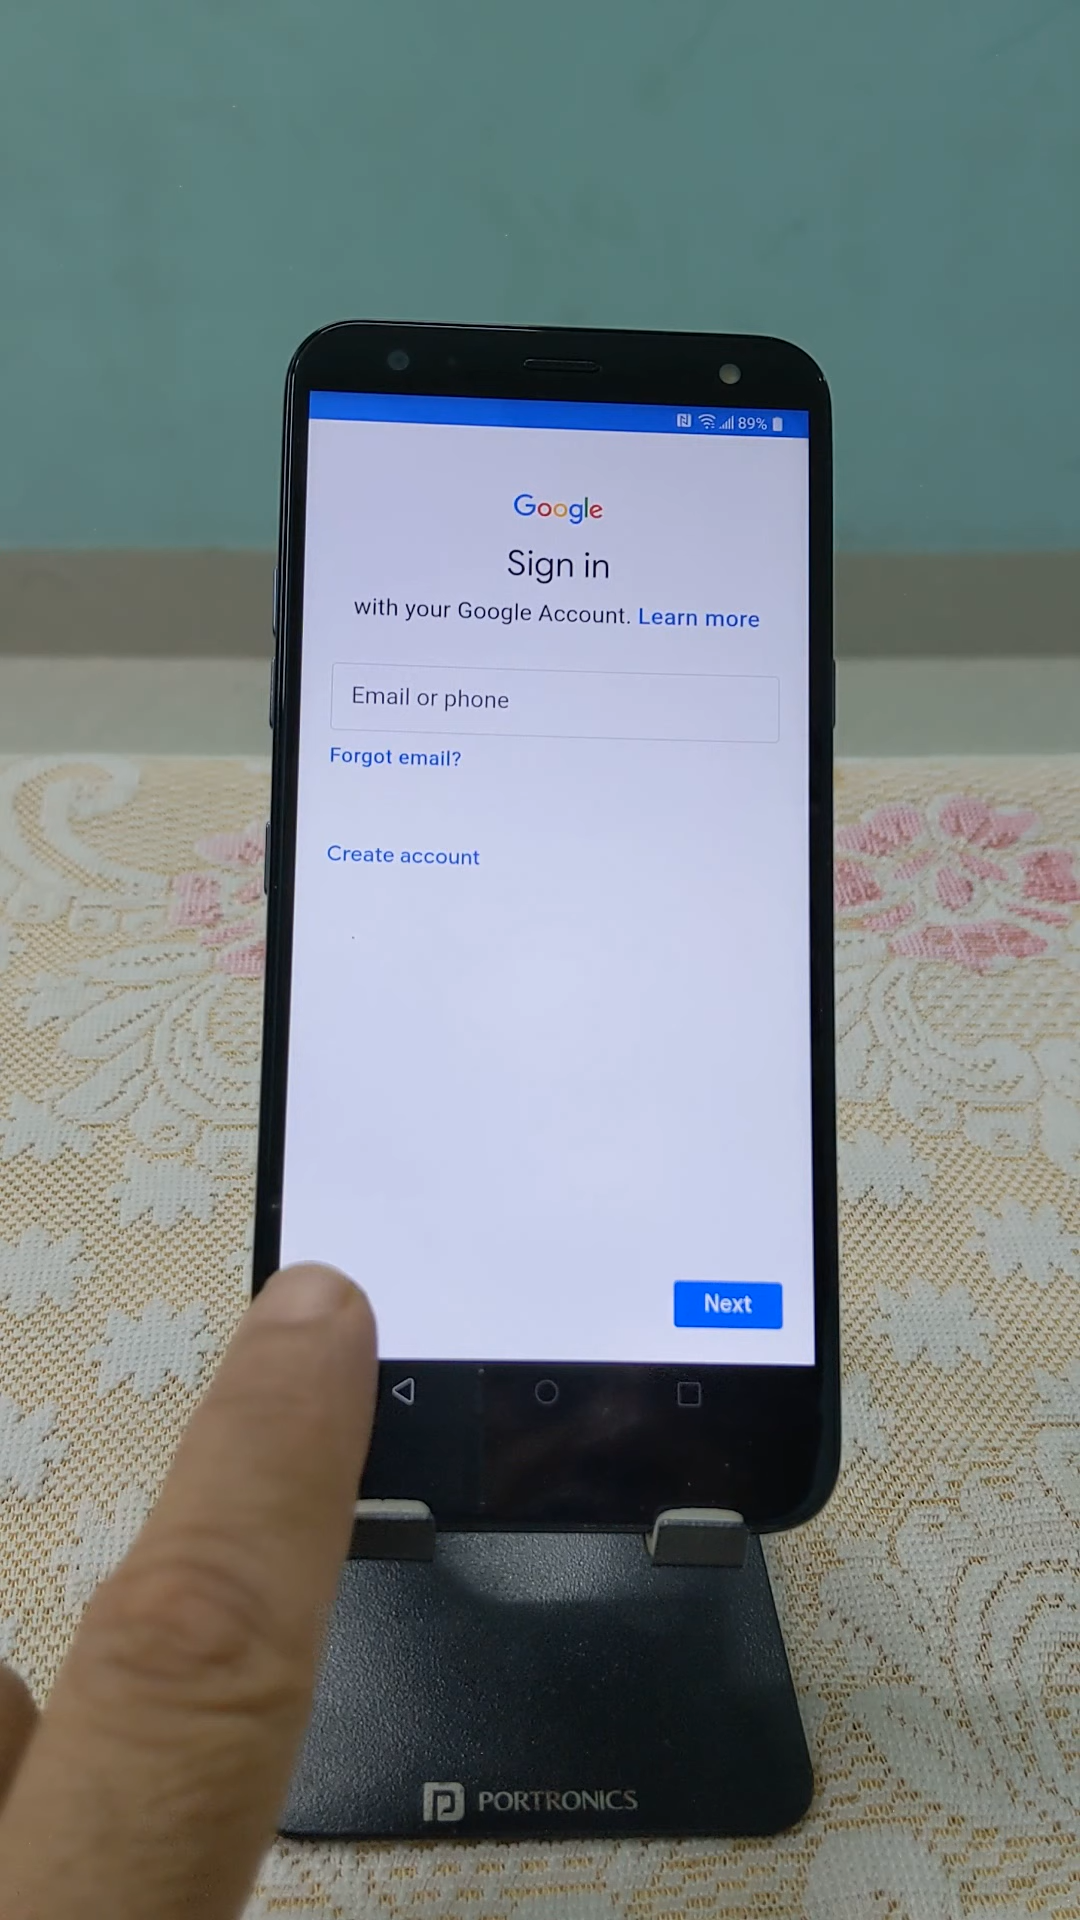 89%
Google
Sign in
with your Google Account. Learn more
Email or phone
Forgot email?
Create account
Next
PORTRONICS